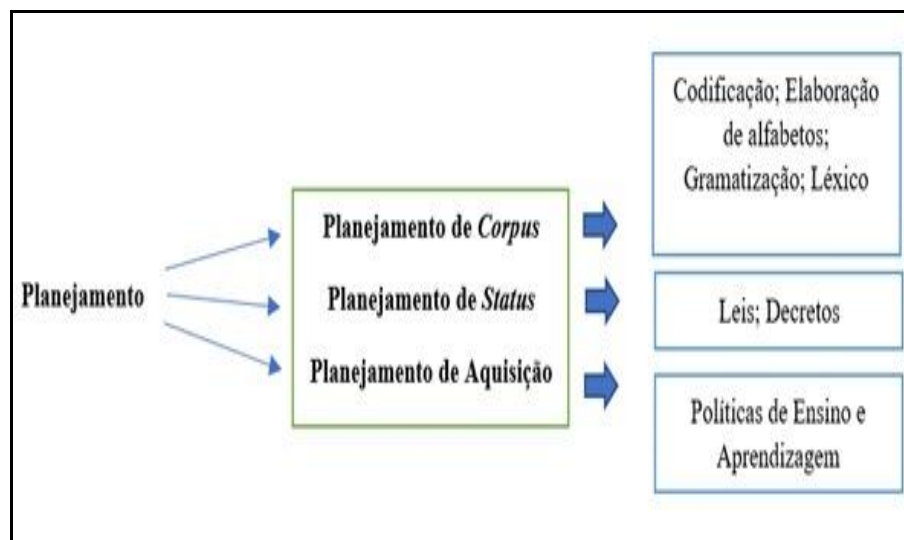 Planejamento
Planejamento de Corpus
Planejamento de Status
Planejamento de Aquisição
Codificação; Elaboração
de alfabetos;
Gramatização; Léxico
Leis; Decretos
Políticas de Ensino e
Aprendizagem